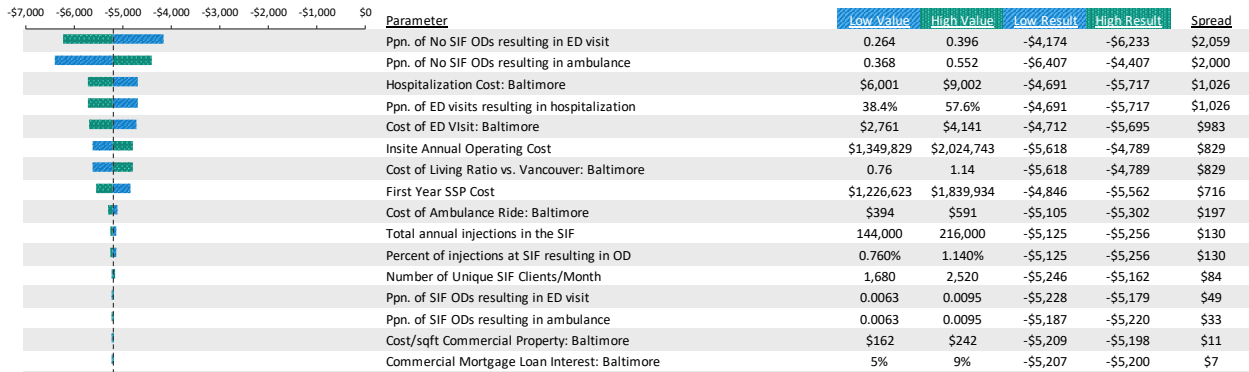 -$7,000 -$6,000 -$5,000 -$4,000 -$3,000 -$2,000 -$1,000 $0
Parameter Low Value High Value Low Result High Result Spread
Ppn. of No SIF ODs resulting in ED visit 0.264 0.396 -$4,174 -$6,233 $2,059
Ppn. of No SIF ODs resulting in ambulance 0.368 0.552 -$6,407 -$4,407 $2,000
Hospitalization Cost: Baltimore $6,001 $9,002 -$4,691 -$5,717 $1,026
Ppn. of ED visits resulting in hospitalization 38.4% 57.6% -$4,691 -$5,717 $1,026
Cost of ED VIsit: Baltimore $2,761 $4,141 -$4,712 -$5,695 $983
Insite Annual Operating Cost $1,349,829 $2,024,743 -$5,618 -$4,789 $829
Cost of Living Ratio vs. Vancouver: Baltimore 0.76 1.14 -$5,618 -$4,789 $829
First Year SSP Cost $1,226,623 $1,839,934 -$4,846 -$5,562 $716
Cost of Ambulance Ride: Baltimore $394 $591 -$5,105 -$5,302 $197
Total annual injections in the SIF 144,000 216,000 -$5,125 -$5,256 $130
Percent of injections at SIF resulting in OD 0.760% 1.140% -$5,125 -$5,256 $130
Number of Unique SIF Clients/Month 1,680 2,520 -$5,246 -$5,162 $84
Ppn. of SIF ODs resulting in ED visit 0.0063 0.0095 -$5,228 -$5,179 $49
Ppn. of SIF ODs resulting in ambulance 0.0063 0.0095 -$5,187 -$5,220 $33
Cost/sqft Commercial Property: Baltimore $162 $242 -$5,209 -$5,198 $11
Commercial Mortgage Loan Interest: Baltimore 5% 9% -$5,207 -$5,200 $7